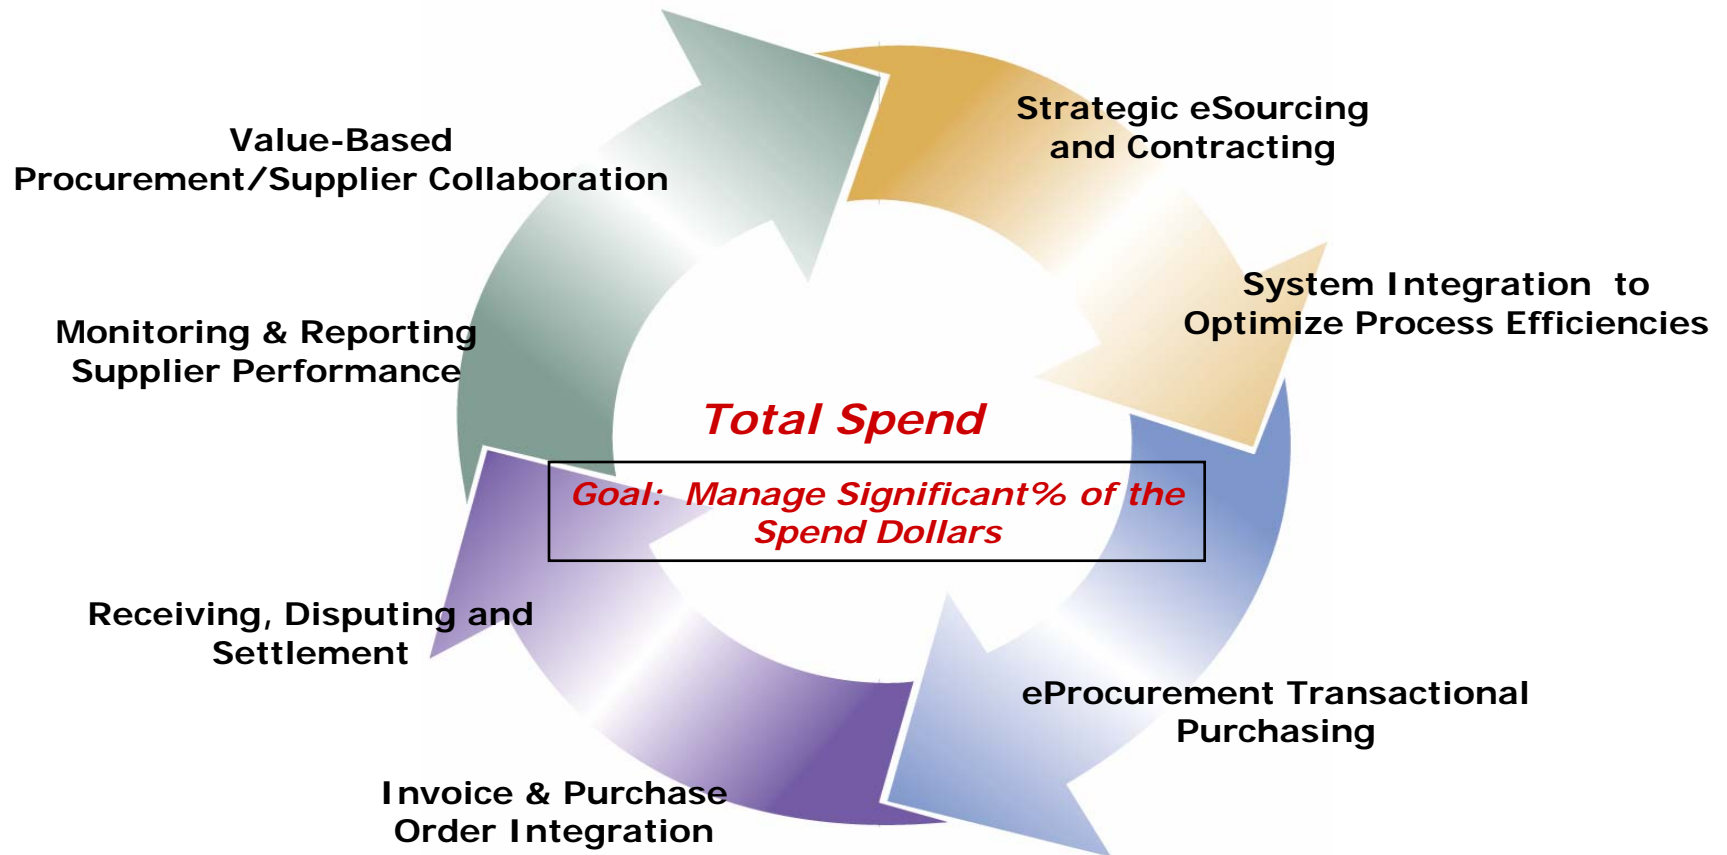 Strategic eSourcing
and Contracting
Value-Based
Procurement/Supplier Collaboration
System Integration to
Optimize Process Efficiencies
Monitoring & Reporting
Supplier Performance
Total Spend
Goal: Manage Significant% of the
Spend Dollars
Receiving, Disputing and
Settlement
eProcurement Transactional
Purchasing
Invoice & Purchase
Order Integration